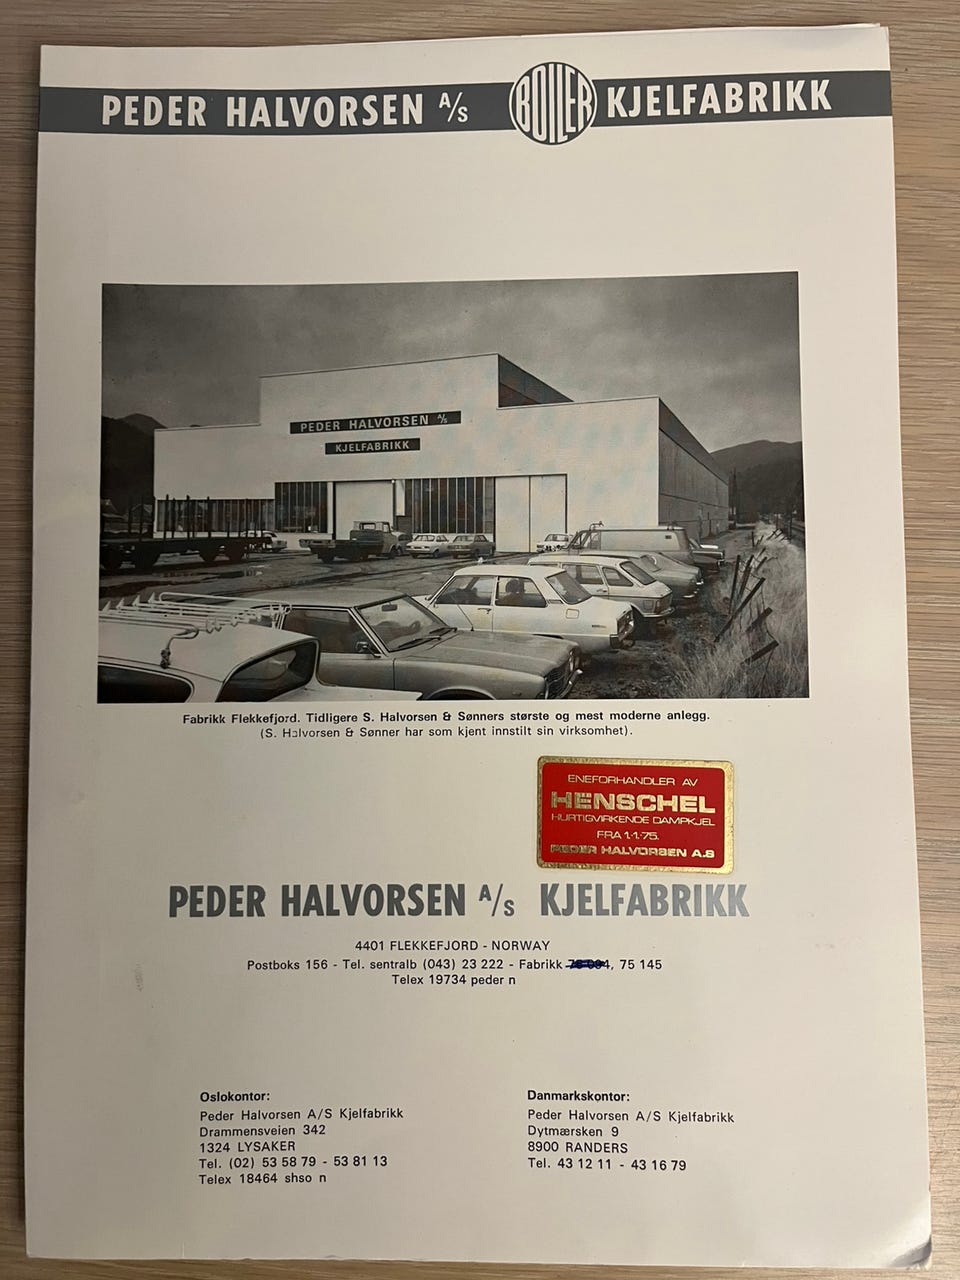 PEDER HALVORSEN A/S BOILER KJELFABRIKK
PEDER HALVORSEN A/S
KJELFABRIKK
Fabrikk Flekkefjord. Tidligere S. Halvorsen & Sønners største og mest moderne anlegg.
(S. Halvorsen & Sønner har som kjent innstilt sin virksomhet).
ENEFORHANDLER AV
HENSCHEL
HURTIGVIRKENDE DAMPKJEL
FRA 1.1.75.
PEDER HALVORSEN A.S
PEDER HALVORSEN A/S KJELFABRIKK
4401 FLEKKEFJORD - NORWAY
Postboks 156 - Tel. sentralb (043) 23 222 - Fabrikk , 75 145
Telex 19734 peder n
Oslokontor:
Peder Halvorsen A/S Kjelfabrikk
Drammensveien 342
1324 LYSAKER
Tel. (02) 53 58 79 - 53 81 13
Telex 18464 shso n
Danmarkskontor:
Peder Halvorsen A/S Kjelfabrikk
Dytmærsken 9
8900 RANDERS
Tel. 43 12 11 - 43 16 79